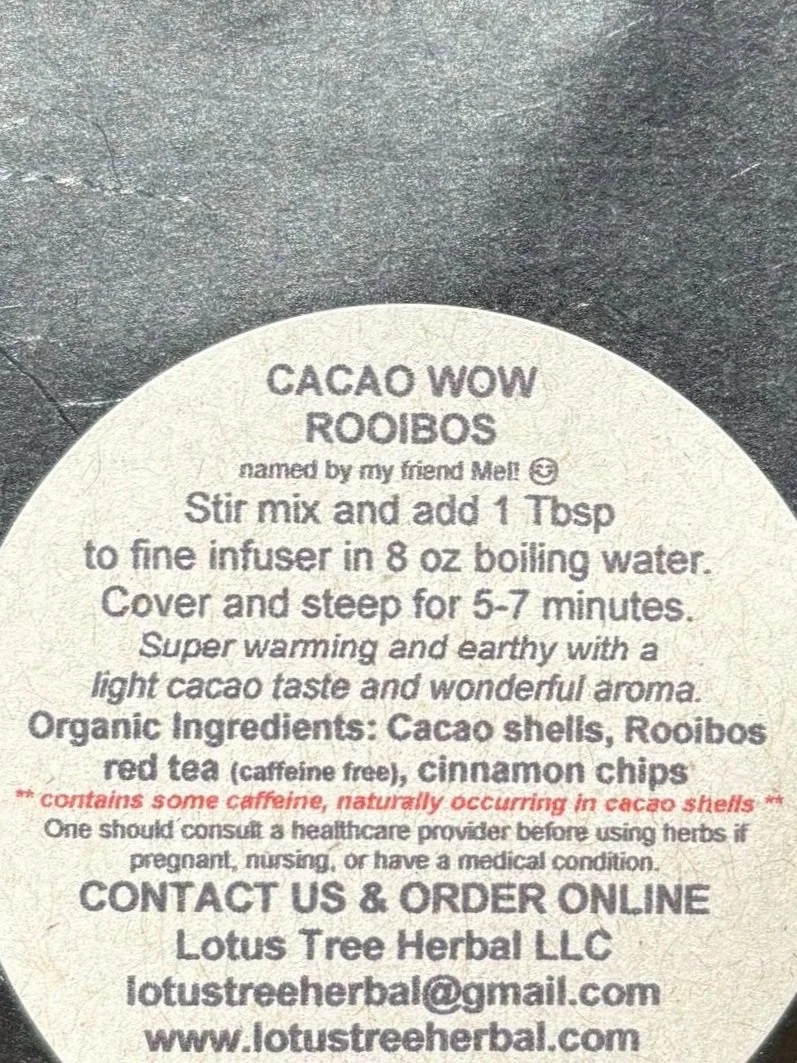 CACAO WOW
ROOIBOS
named by my friend Mel! 😊
Stir mix and add 1 Tbsp
to fine infuser in 8 oz boiling water.
Cover and steep for 5-7 minutes.
Super warming and earthy with a
light cacao taste and wonderful aroma.
Organic Ingredients: Cacao shells, Rooibos
red tea (caffeine free), cinnamon chips
** contains some caffeine, naturally occurring in cacao shells **
One should consult a healthcare provider before using herbs if
pregnant, nursing, or have a medical condition.
CONTACT US & ORDER ONLINE
Lotus Tree Herbal LLC
lotustreeherbal@gmail.com
www.lotustreeherbal.com